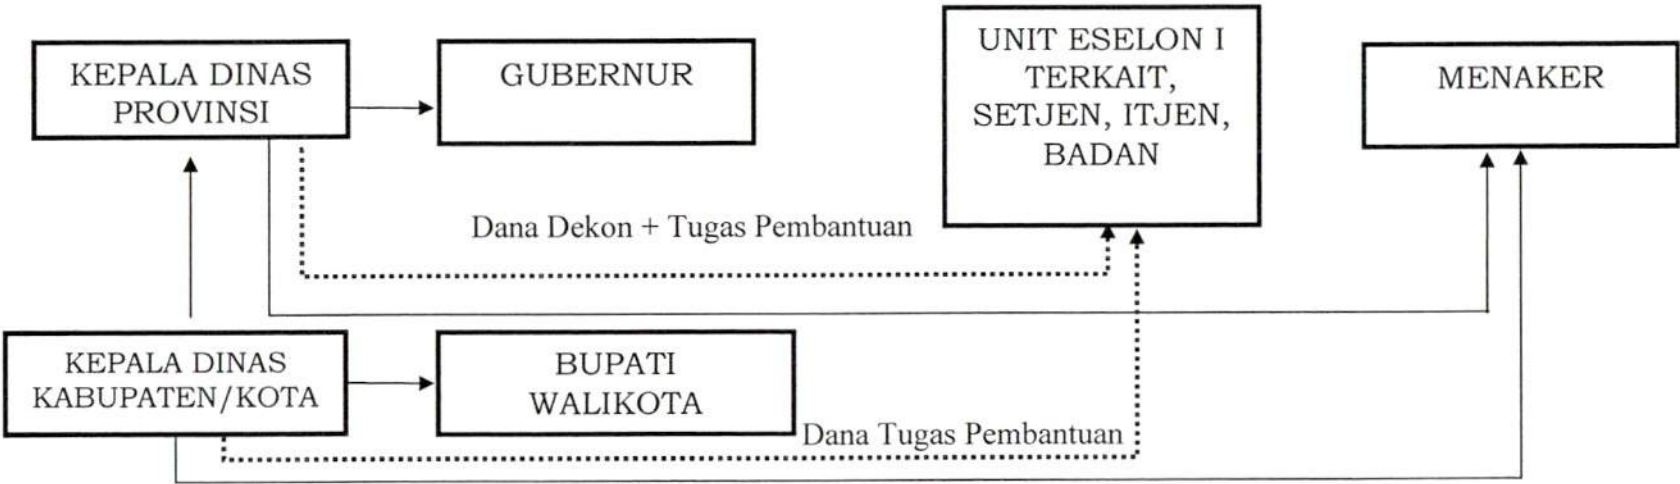 KEPALA DINAS
PROVINSI
GUBERNUR
UNIT ESELON I
TERKAIT,
SETJEN, ITJEN,
BADAN
MENAKER
Dana Dekon + Tugas Pembantuan
KEPALA DINAS
KABUPATEN/KOTA
BUPATI
WALIKOTA
Dana Tugas Pembantuan